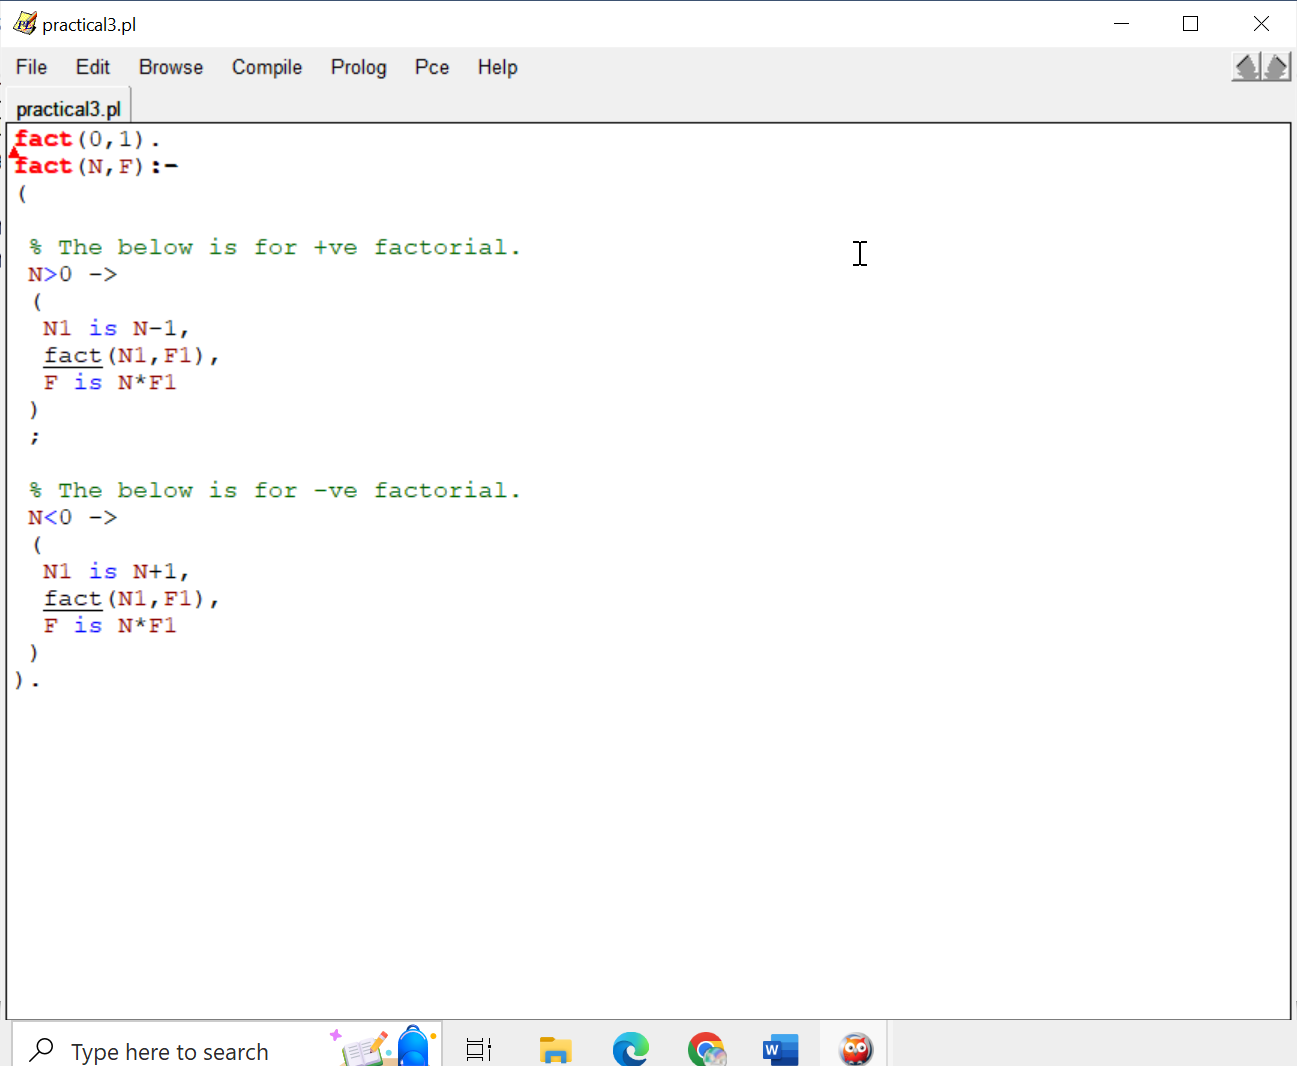 practical3.pl
File Edit Browse Compile Prolog Pce Help
practical3.pl
fact(0,1).
fact(N,F):-
(
% The below is for +ve factorial.
N>0 ->
(
N1 is N-1,
fact(N1,F1),
F is N*F1
)
;
% The below is for -ve factorial.
N<0 ->
(
N1 is N+1,
fact(N1,F1),
F is N*F1
)
).
Type here to search